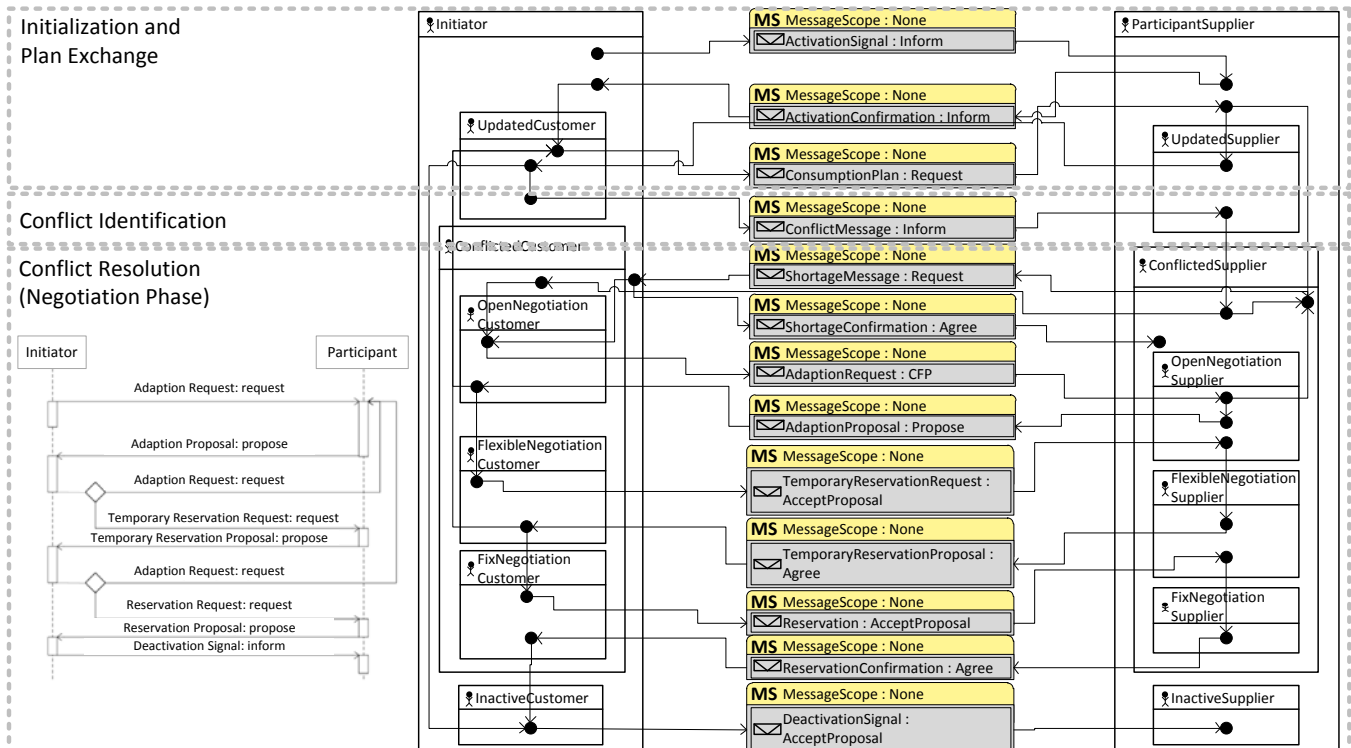 Initialization and
Plan Exchange
Conflict Identification
Conflict Resolution
(Negotiation Phase)
Initiator
Participant
Adaption Request: request
Adaption Proposal: propose
Adaption Request: request
Temporary Reservation Request: request
Temporary Reservation Proposal: propose
Adaption Request: request
Reservation Request: request
Reservation Proposal: propose
Deactivation Signal: inform
Initiator
UpdatedCustomer
ConflictedCustomer
OpenNegotiation
Customer
FlexibleNegotiation
Customer
FixNegotiation
Customer
InactiveCustomer
MS MessageScope : None
ActivationSignal : Inform
MS MessageScope : None
ActivationConfirmation : Inform
MS MessageScope : None
ConsumptionPlan : Request
MS MessageScope : None
ConflictMessage : Inform
MS MessageScope : None
ShortageMessage : Request
MS MessageScope : None
ShortageConfirmation : Agree
MS MessageScope : None
AdaptionRequest : CFP
MS MessageScope : None
AdaptionProposal : Propose
MS MessageScope : None
TemporaryReservationRequest :
AcceptProposal
MS MessageScope : None
TemporaryReservationProposal :
Agree
MS MessageScope : None
Reservation : AcceptProposal
MS MessageScope : None
ReservationConfirmation : Agree
MS MessageScope : None
DeactivationSignal :
AcceptProposal
ParticipantSupplier
UpdatedSupplier
ConflictedSupplier
OpenNegotiation
Supplier
FlexibleNegotiation
Supplier
FixNegotiation
Supplier
InactiveSupplier